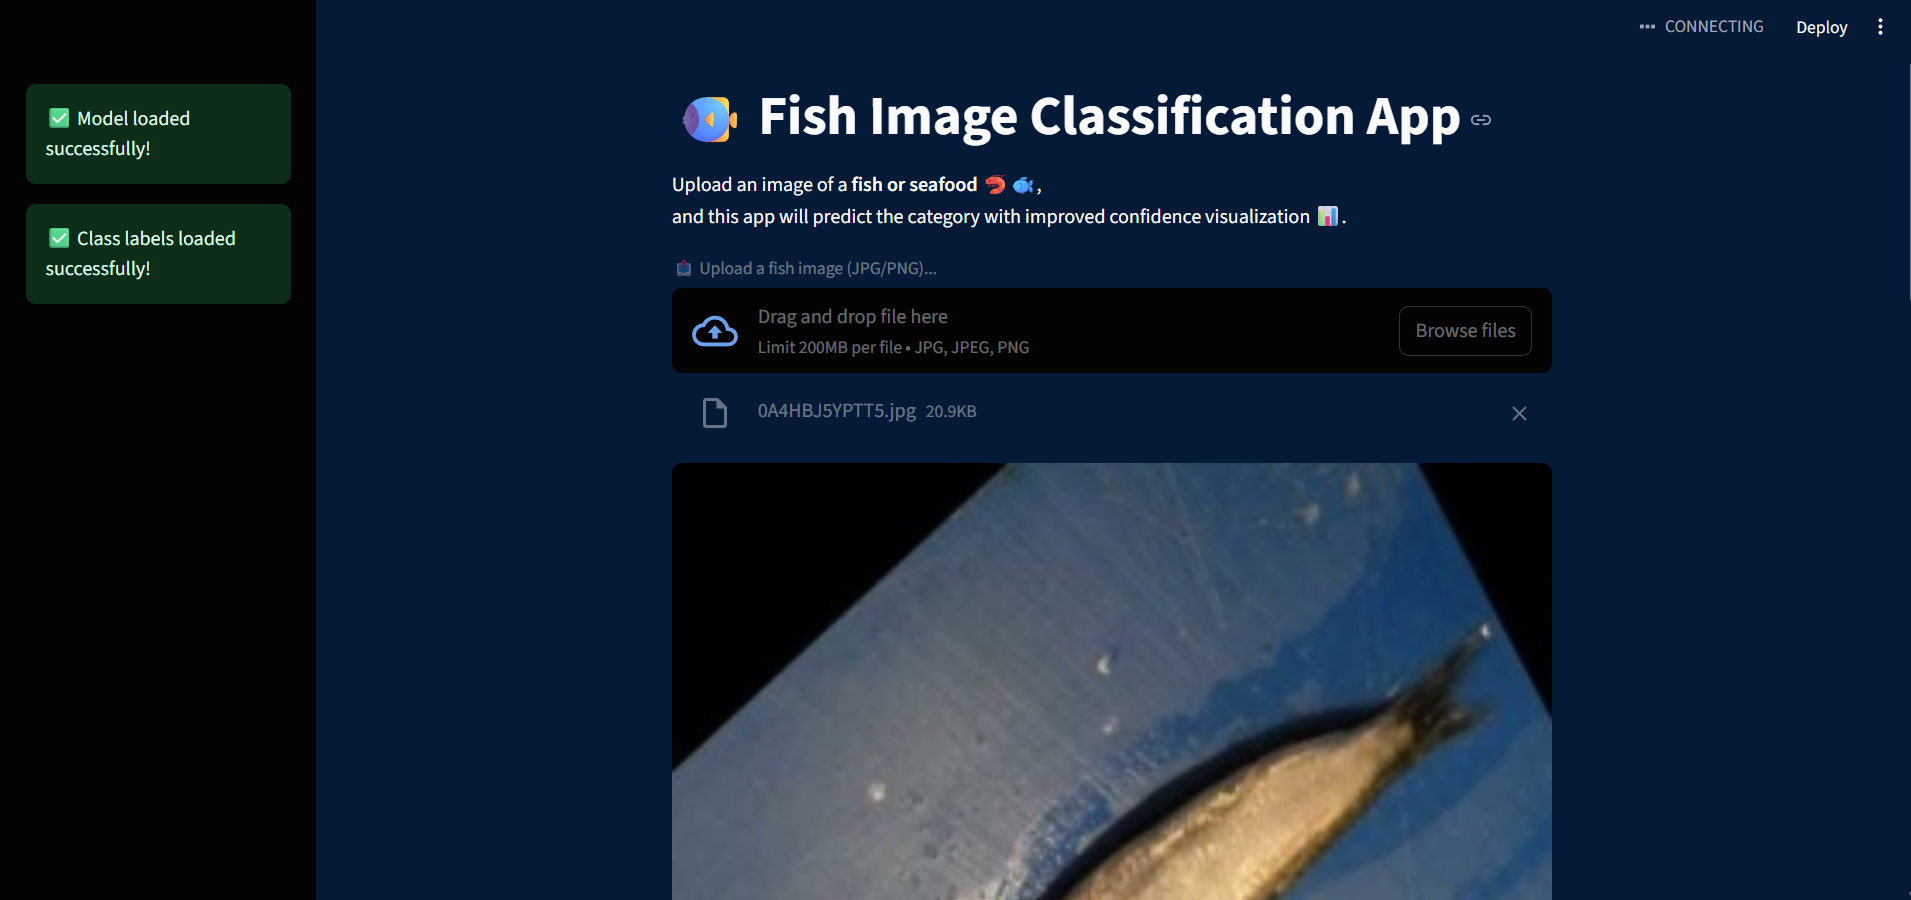 CONNECTING
Deploy
✅ Model loaded
successfully!
✅ Class labels loaded
successfully!
🐠 Fish Image Classification App
Upload an image of a fish or seafood 🦐 🐟,
and this app will predict the category with improved confidence visualization 📊.
📤 Upload a fish image (JPG/PNG)...
Drag and drop file here
Limit 200MB per file • JPG, JPEG, PNG
Browse files
0A4HBJ5YPTT5.jpg 20.9KB